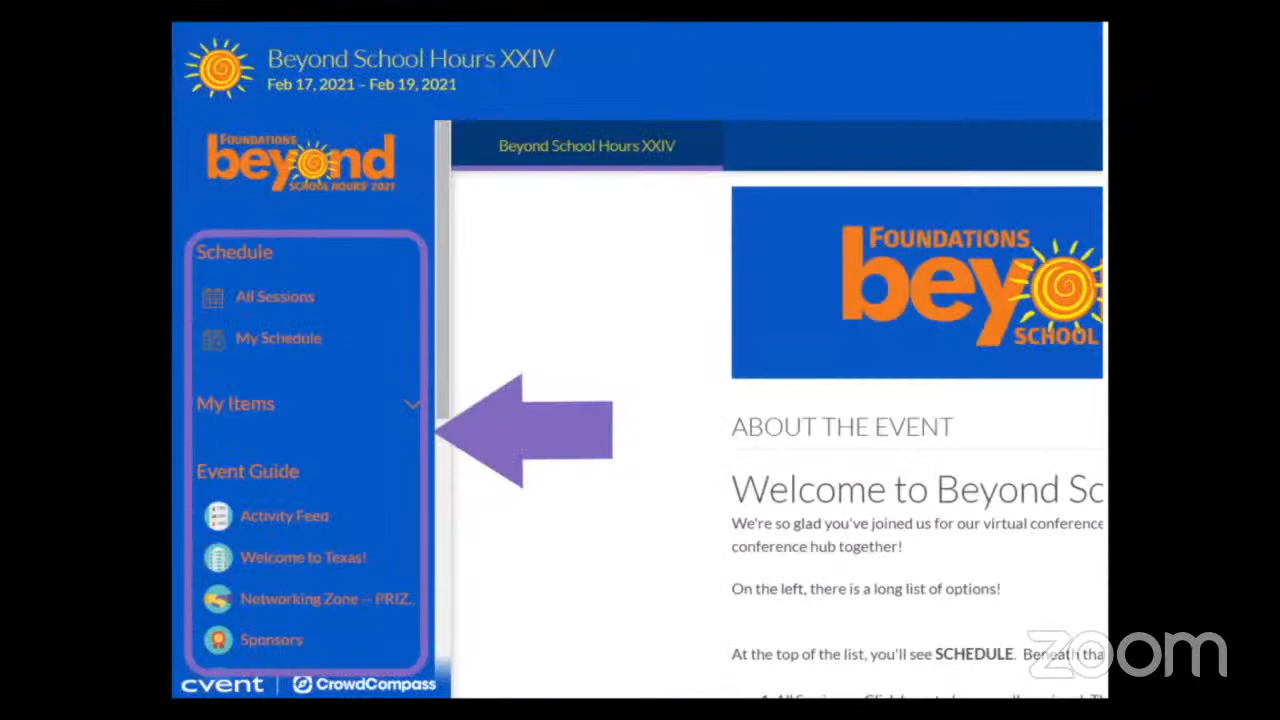 Beyond School Hours XXIV
Feb 17, 2021 – Feb 19, 2021
FOUNDATIONS
beyond
SCHOOL HOURS 2021
Schedule
All Sessions
My Schedule
My Items
Event Guide
Activity Feed
Welcome to Texas!
Networking Zone -- PRIZ..
Sponsors
cvent | CrowdCompass
Beyond School Hours XXIV
FOUNDATIONS
beyo
SCHOOL
ABOUT THE EVENT
Welcome to Beyond Sc
We're so glad you've joined us for our virtual conference
conference hub together!
On the left, there is a long list of options!
At the top of the list, you'll see SCHEDULE. Beneath tha
zoom